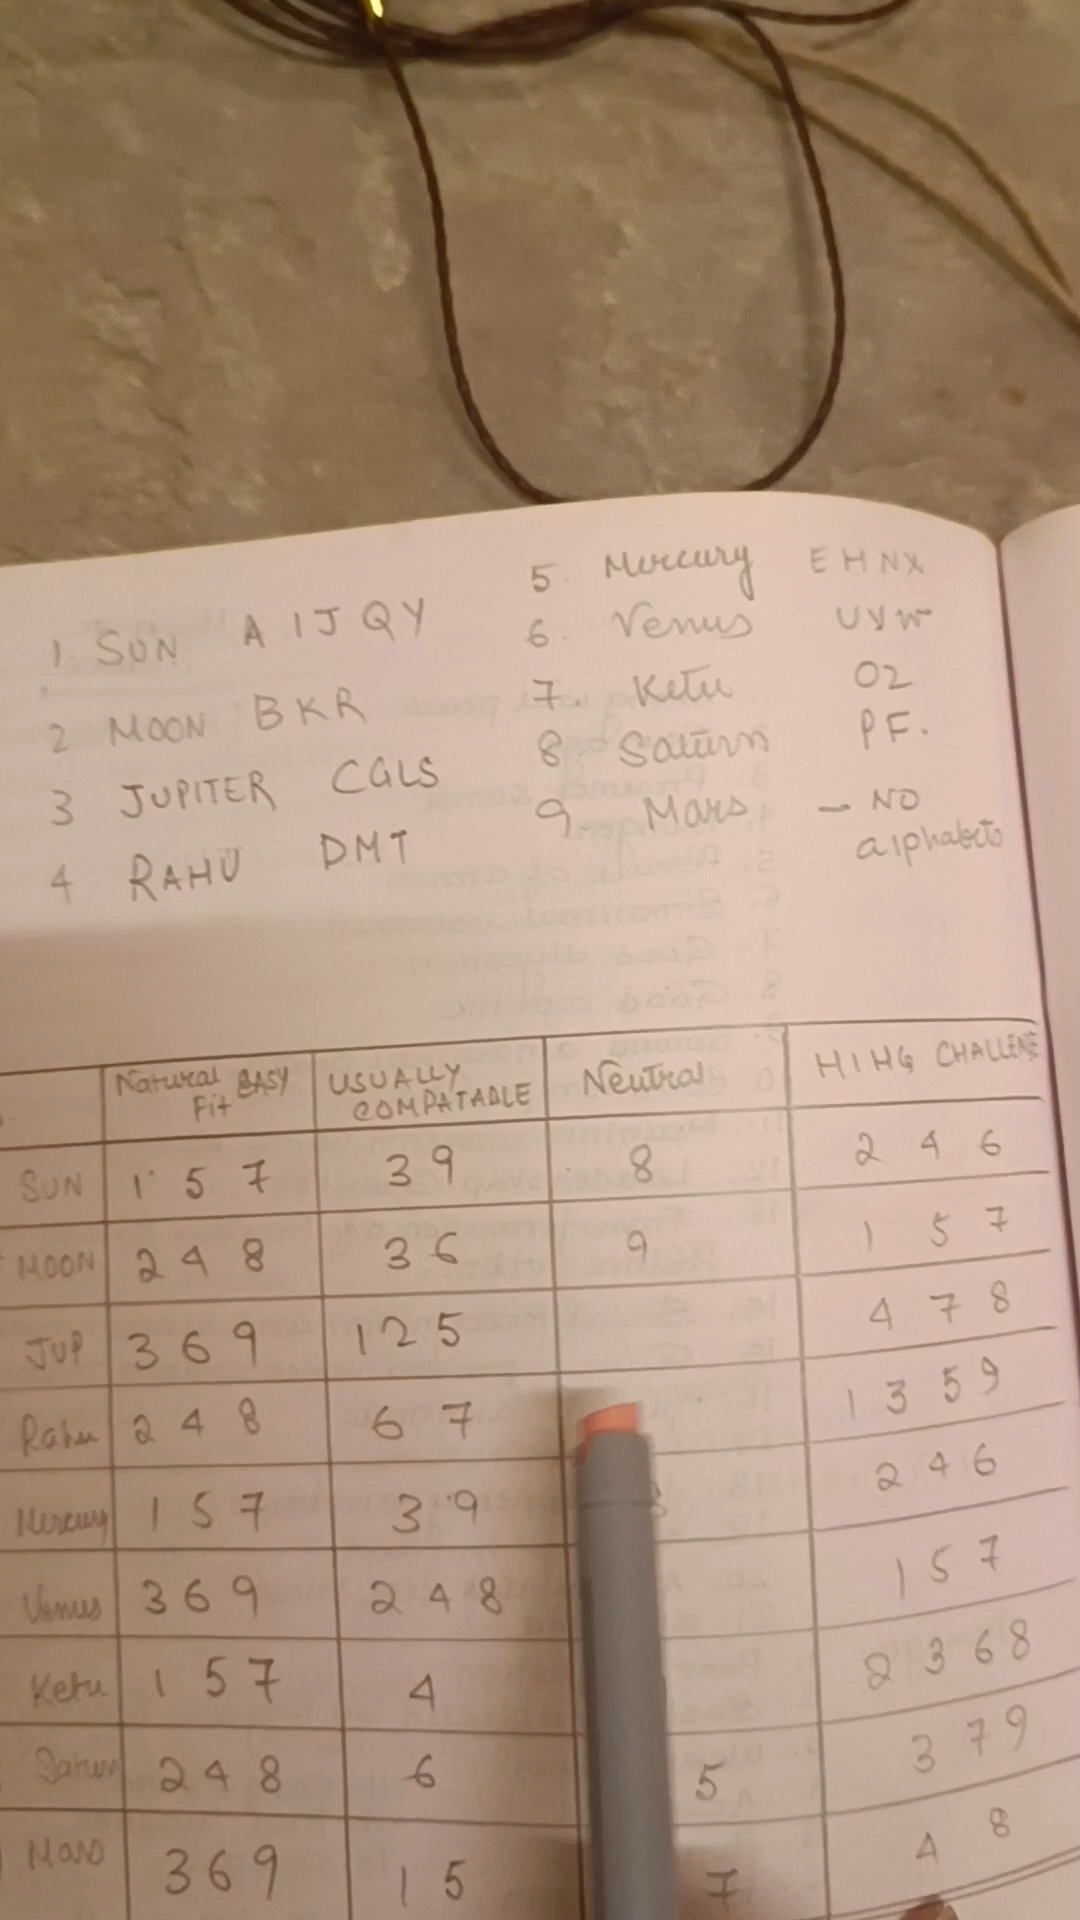 1. SUN A I J Q Y
2 MOON B K R
3 JUPITER C G L S
4 RAHU D M T
5. Mercury E H N X
6. Venus U V W
7. Ketu O Z
8. Saturn P F.
9. Mars – NO
alphabets
Natural EASY Fit USUALLY COMPATABLE Neutral HIHG CHALLENE
SUN 1 5 7 3 9 8 2 4 6
MOON 2 4 8 3 6 9 1 5 7
JUP 3 6 9 1 2 5 4 7 8
Rahu 2 4 8 6 7 1 3 5 9
Mercury 1 5 7 3 9 2 4 6
Venus 3 6 9 2 4 8 1 5 7
Ketu 1 5 7 4 2 3 6 8
Saturn 2 4 8 6 5 3 7 9
Mars 3 6 9 1 5 7 4 8